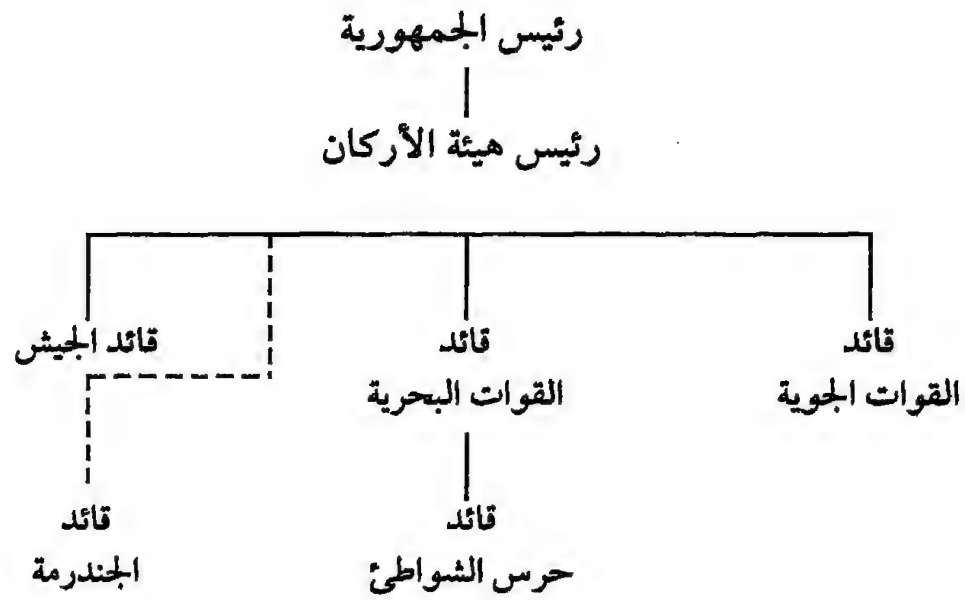 رئيس الجمهورية
رئيس هيئة الأركان
قائد
القوات الجوية
قائد
القوات البحرية
قائد الجيش
قائد
حرس الشواطئ
قائد
الجندرمة